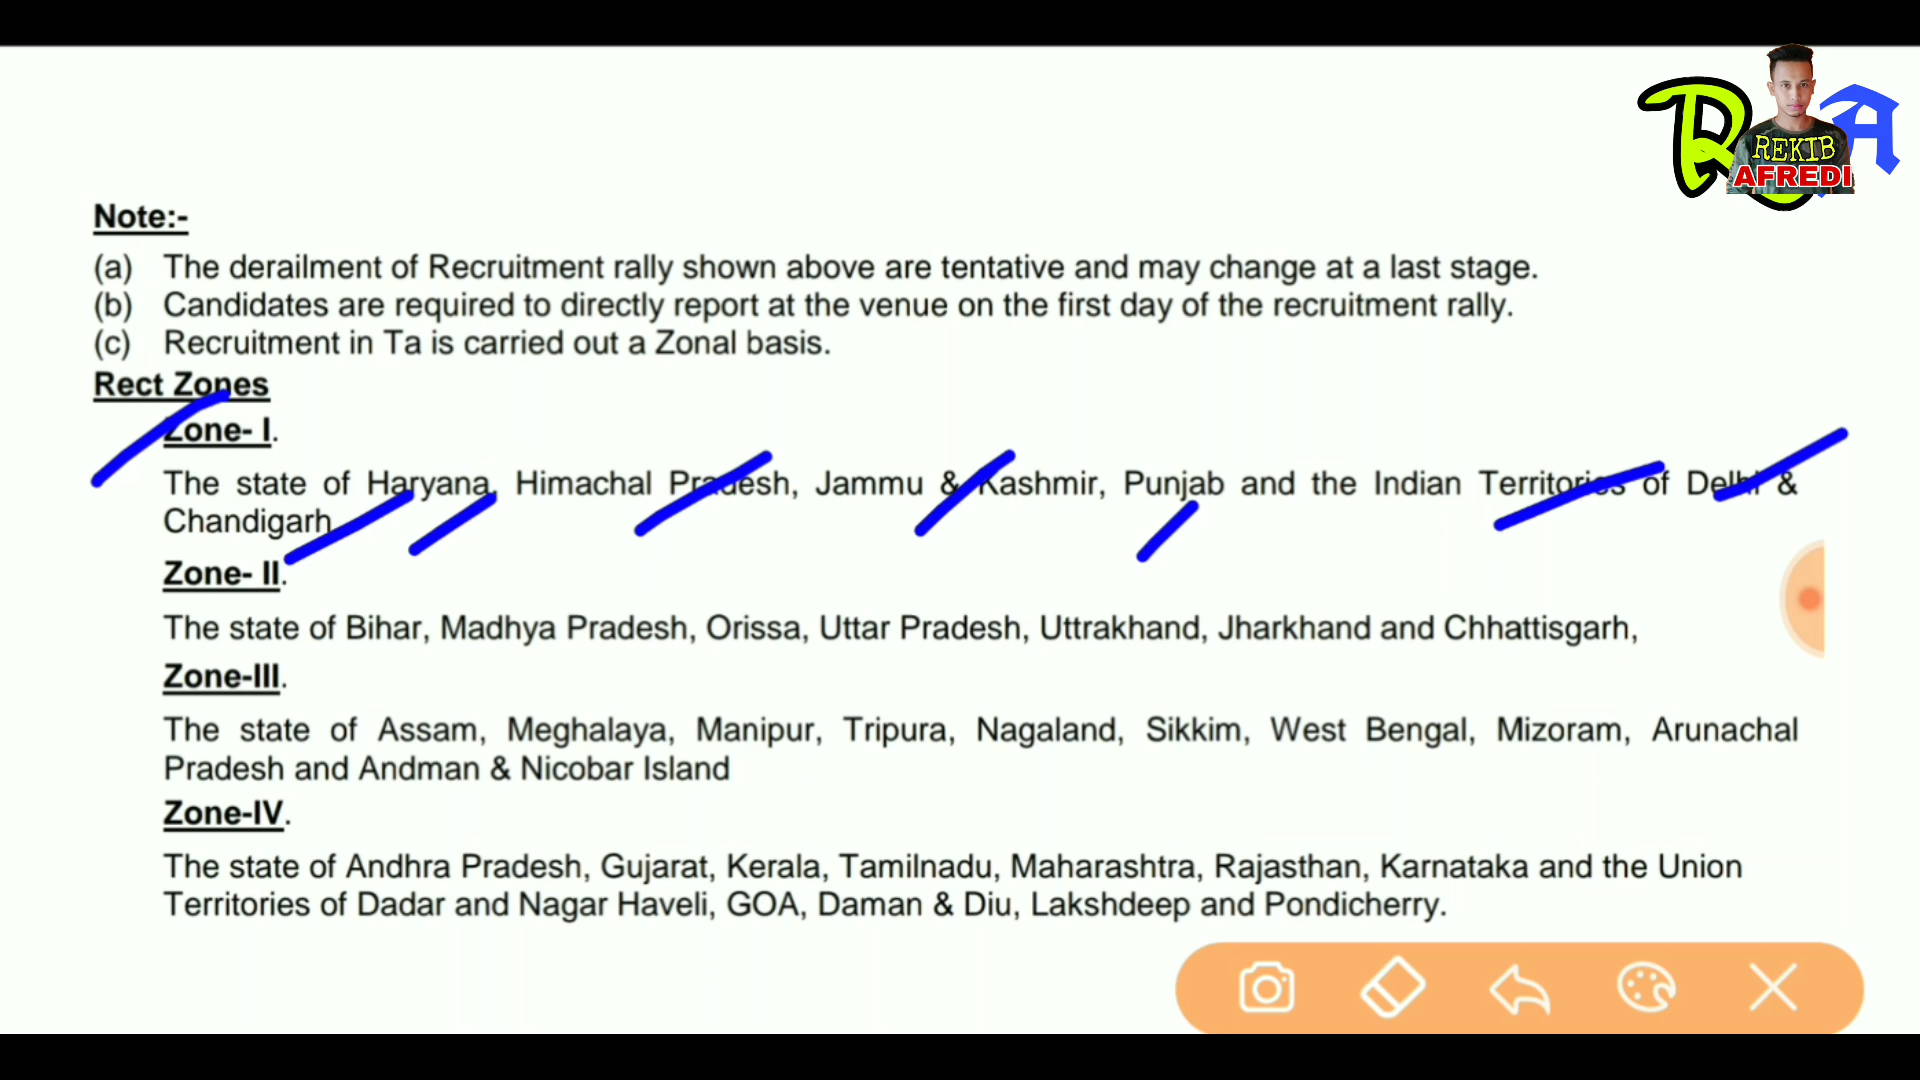 R A
REKIB
AFREDI
Note:-
(a) The derailment of Recruitment rally shown above are tentative and may change at a last stage.
(b) Candidates are required to directly report at the venue on the first day of the recruitment rally.
(c) Recruitment in Ta is carried out a Zonal basis.
Rect Zones
Zone- I.
The state of Haryana, Himachal Pradesh, Jammu & Kashmir, Punjab and the Indian Territories of Delhi &
Chandigarh
Zone- II.
The state of Bihar, Madhya Pradesh, Orissa, Uttar Pradesh, Uttrakhand, Jharkhand and Chhattisgarh,
Zone-III.
The state of Assam, Meghalaya, Manipur, Tripura, Nagaland, Sikkim, West Bengal, Mizoram, Arunachal
Pradesh and Andman & Nicobar Island
Zone-IV.
The state of Andhra Pradesh, Gujarat, Kerala, Tamilnadu, Maharashtra, Rajasthan, Karnataka and the Union
Territories of Dadar and Nagar Haveli, GOA, Daman & Diu, Lakshdeep and Pondicherry.